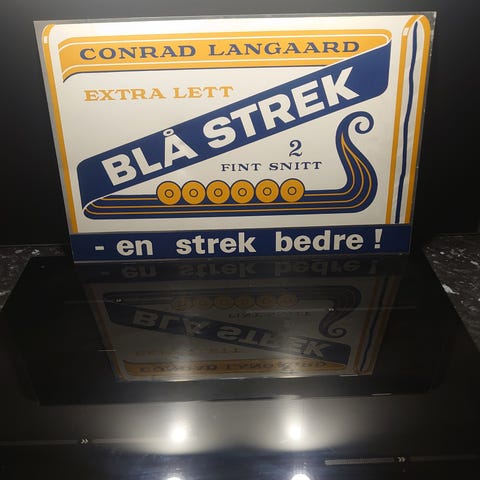 CONRAD LANGAARD
EXTRA LETT
BLÅ STREK
2
FINT SNITT
- en strek bedre !